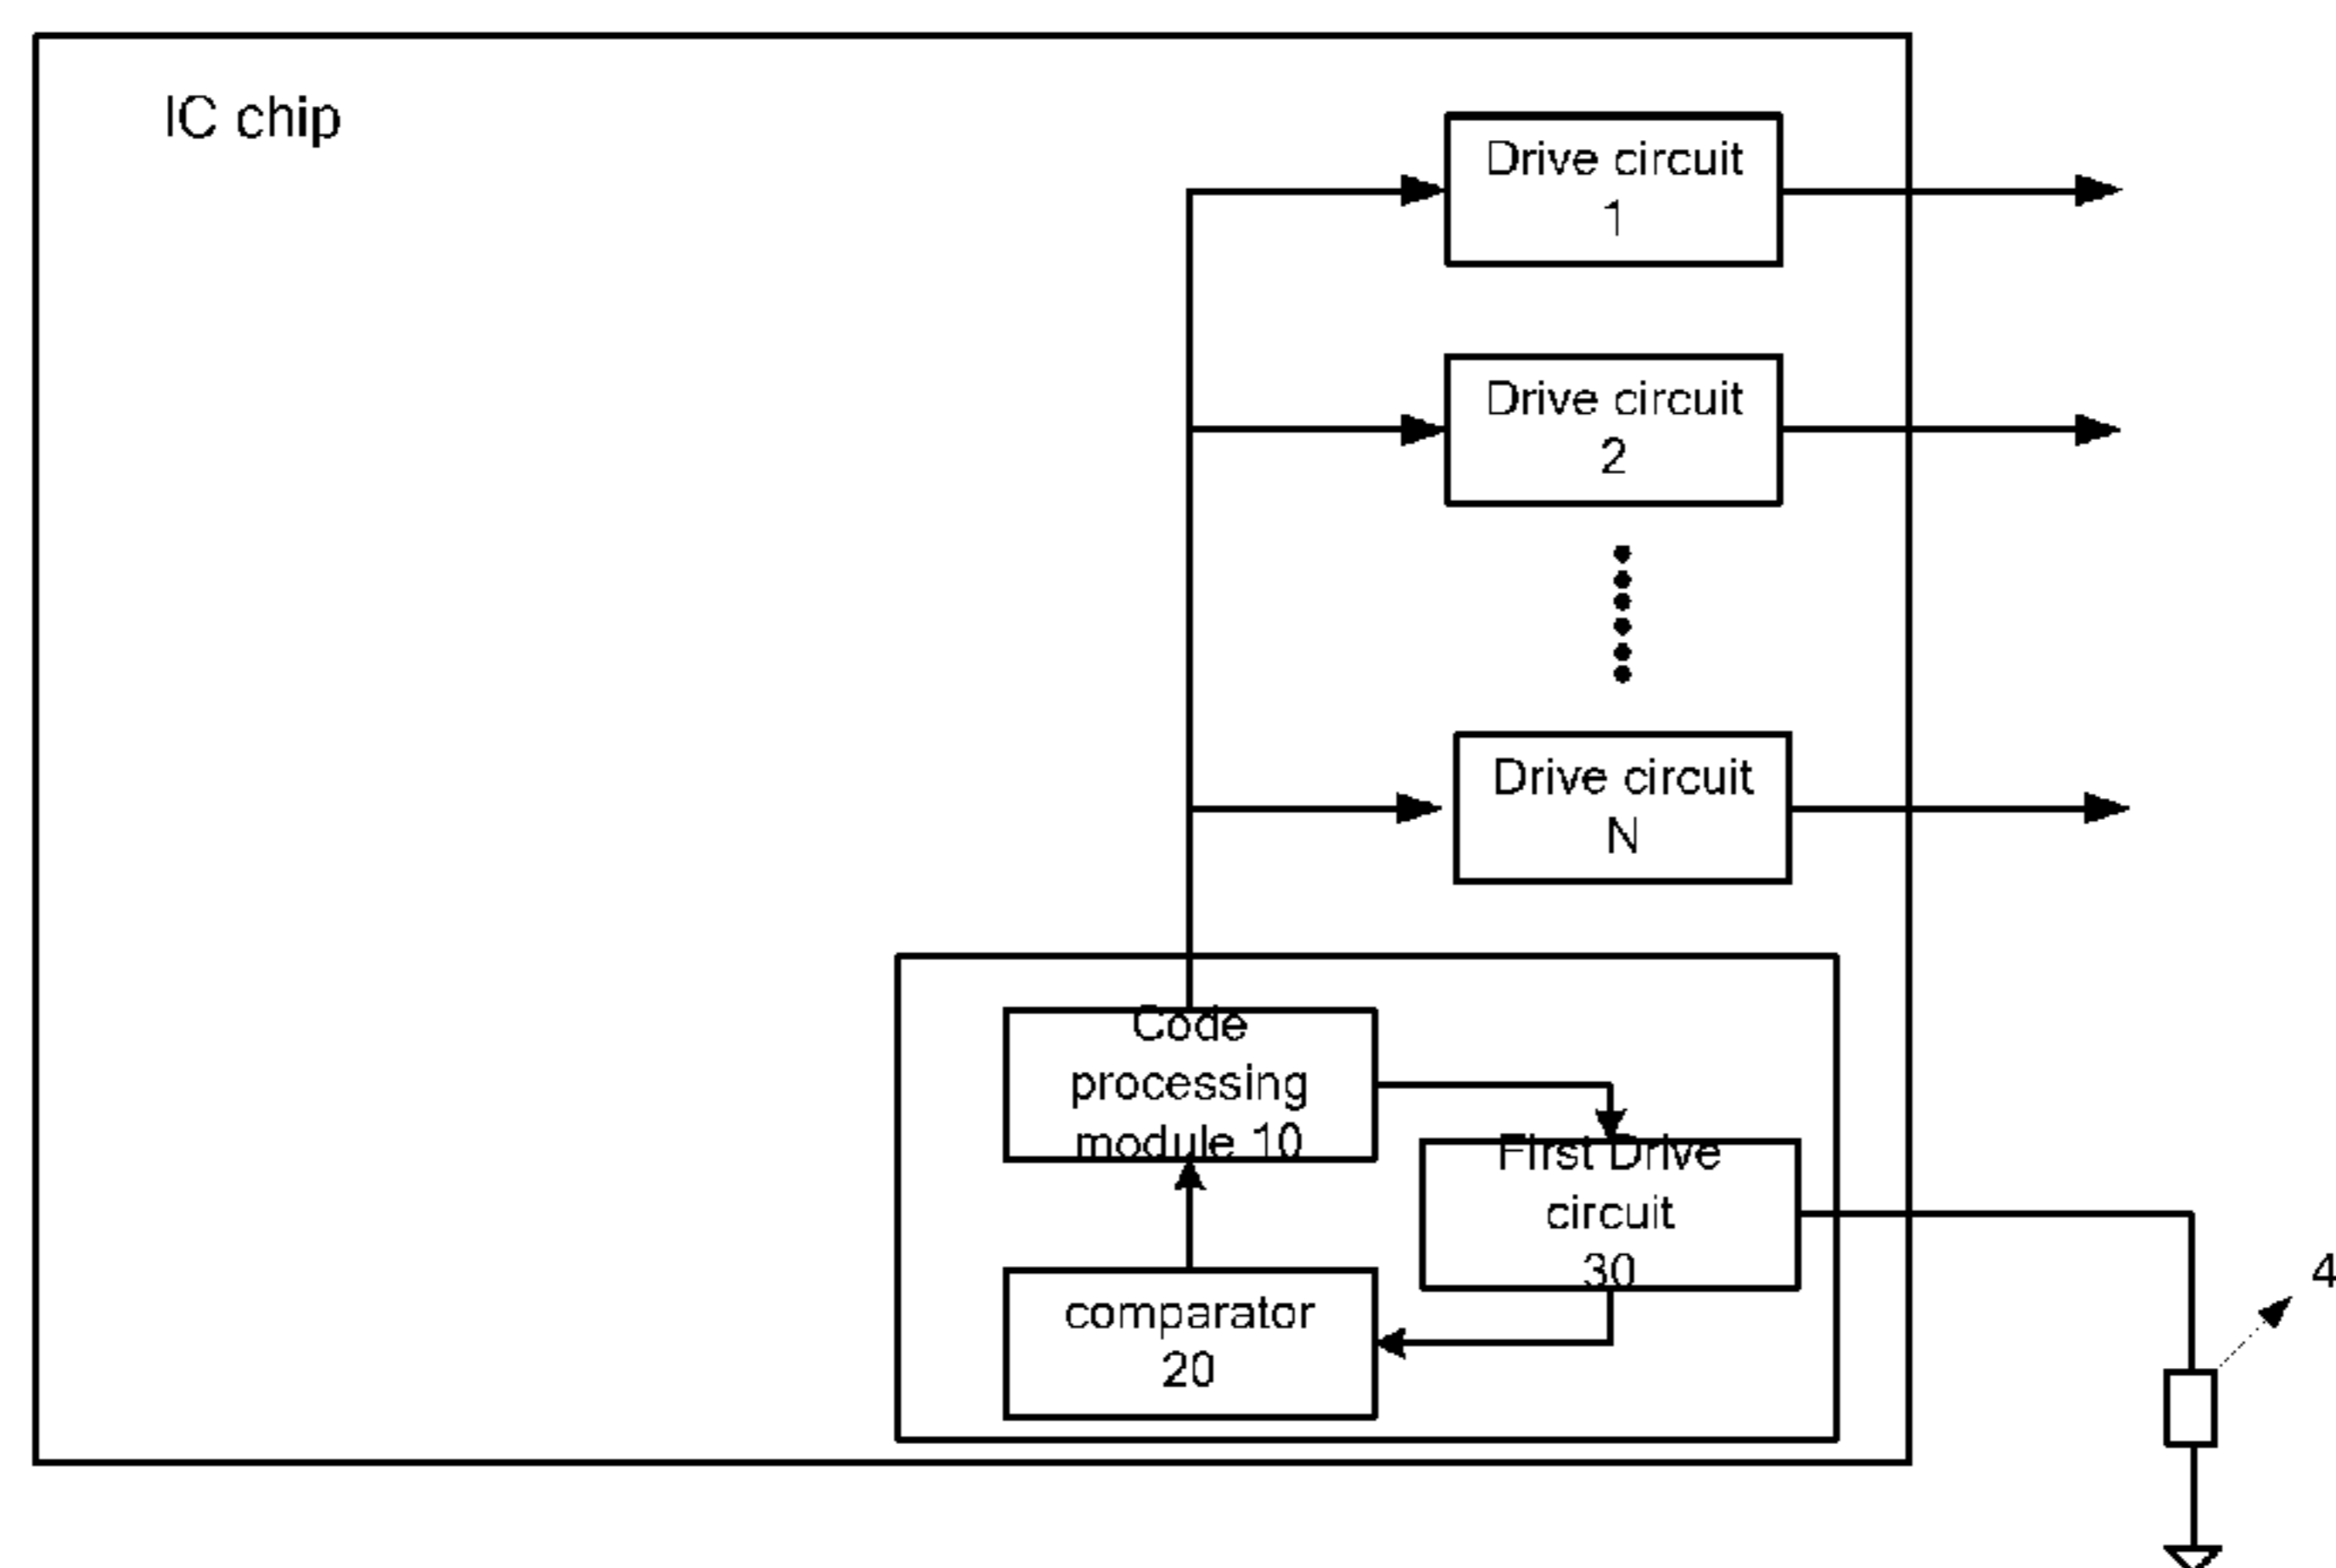 IC chip
Drive circuit
1
Drive circuit
2
Drive circuit
N
Code
processing
module 10
First Drive
circuit
30
comparator
20
4